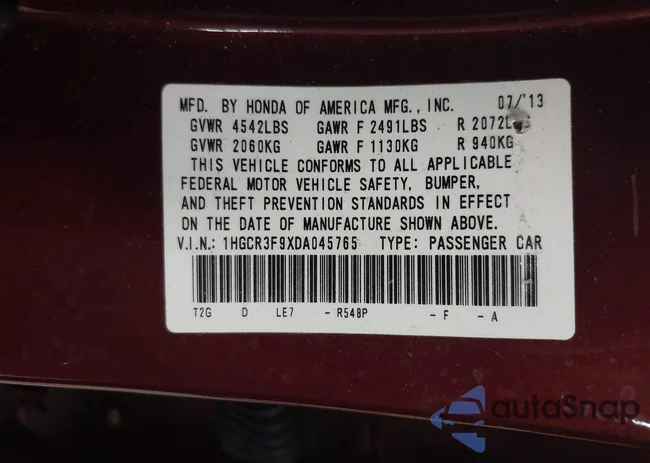 MFD. BY HONDA OF AMERICA MFG., INC. 07/'13
GVWR 4542LBS GAWR F 2491LBS R 2072LBS
GVWR 2060KG GAWR F 1130KG R 940KG
THIS VEHICLE CONFORMS TO ALL APPLICABLE
FEDERAL MOTOR VEHICLE SAFETY, BUMPER,
AND THEFT PREVENTION STANDARDS IN EFFECT
ON THE DATE OF MANUFACTURE SHOWN ABOVE.
V.I.N.: 1HGCR3F9XDA045765 TYPE: PASSENGER CAR
T2G D LE7 - R548P - F - A
autoSnap